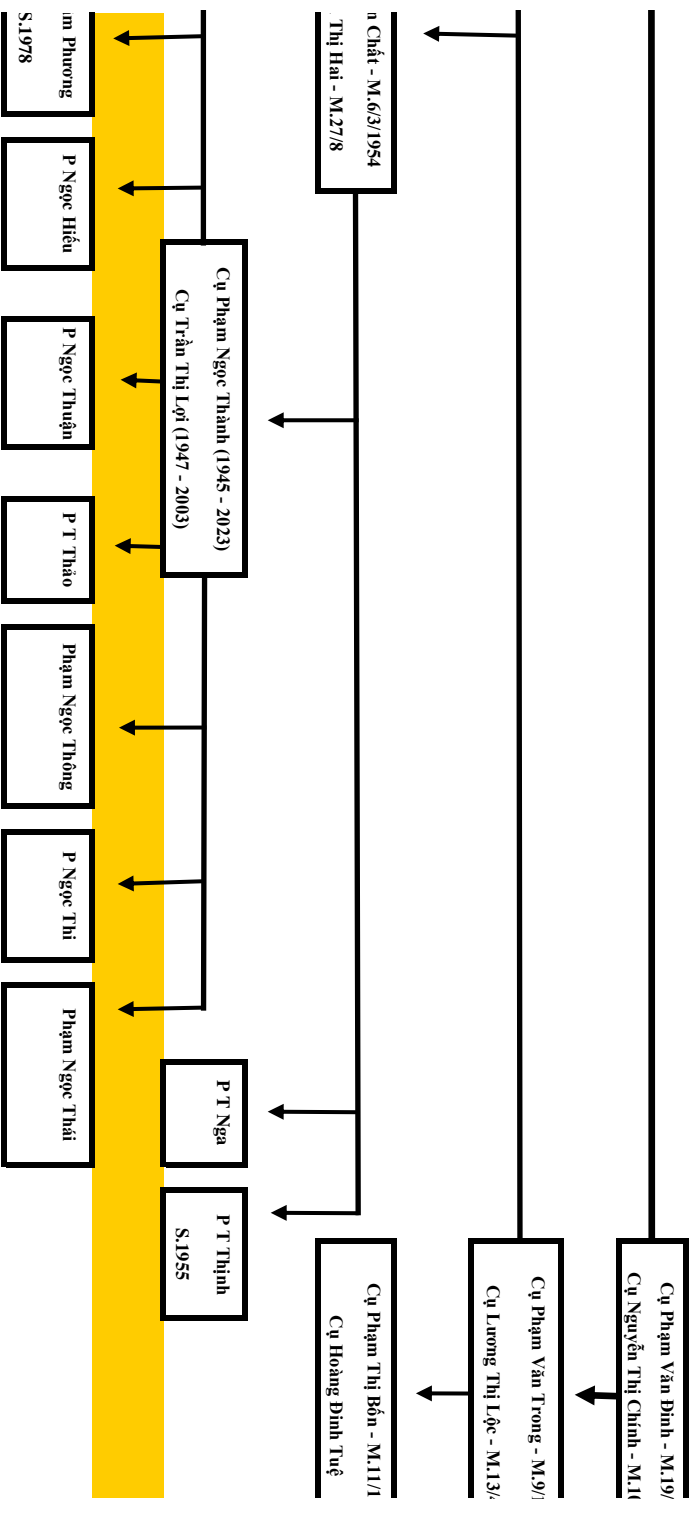 Cụ Phạm Văn Đinh - M.19/
Cụ Nguyễn Thị Chính - M.1
Cụ Phạm Văn Trong - M.9/1
Cụ Lương Thị Lộc - M.13/
n Chất - M.6/3/1954
Thị Hai - M.27/8
Cụ Phạm Thị Bốn - M.11/1
Cụ Hoàng Đinh Tuệ
Cụ Phạm Ngọc Thành (1945 - 2023)
Cụ Trần Thị Lợi (1947 - 2003)
P T Nga
P T Thịnh
S.1955
m Phương
S.1978
P Ngọc Hiếu
P Ngọc Thuận
P T Thảo
Phạm Ngọc Thông
P Ngọc Thi
Phạm Ngọc Thái